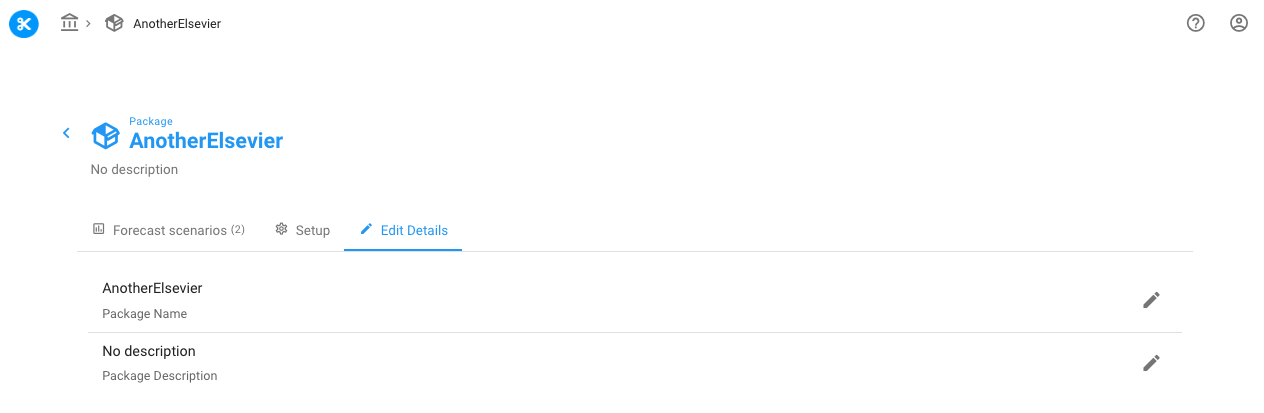 AnotherElsevier
Package
AnotherElsevier
No description
Forecast scenarios (2) Setup Edit Details
AnotherElsevier
Package Name
No description
Package Description